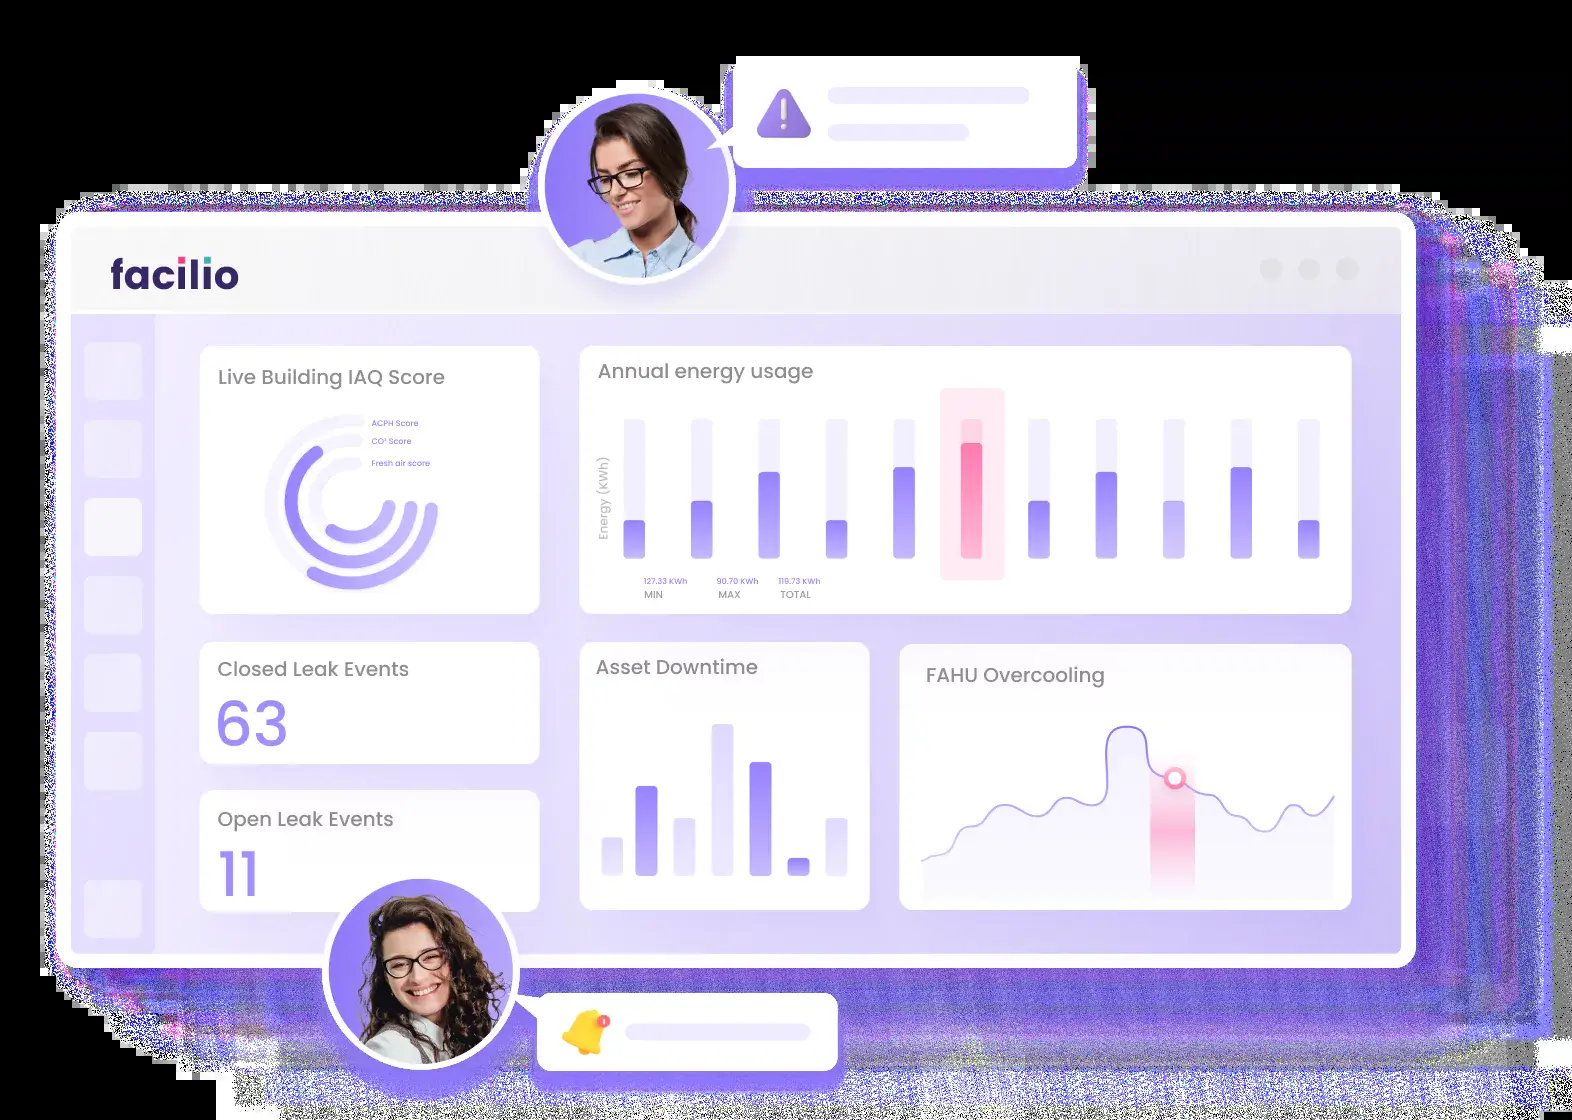 facilio
Live Building IAQ Score
ACPH Score
CO² Score
Fresh air score
Annual energy usage
Energy (KWh)
127.33 KWh
90.70 KWh
119.73 KWh
MIN
MAX
TOTAL
Closed Leak Events
63
Open Leak Events
11
Asset Downtime
FAHU Overcooling